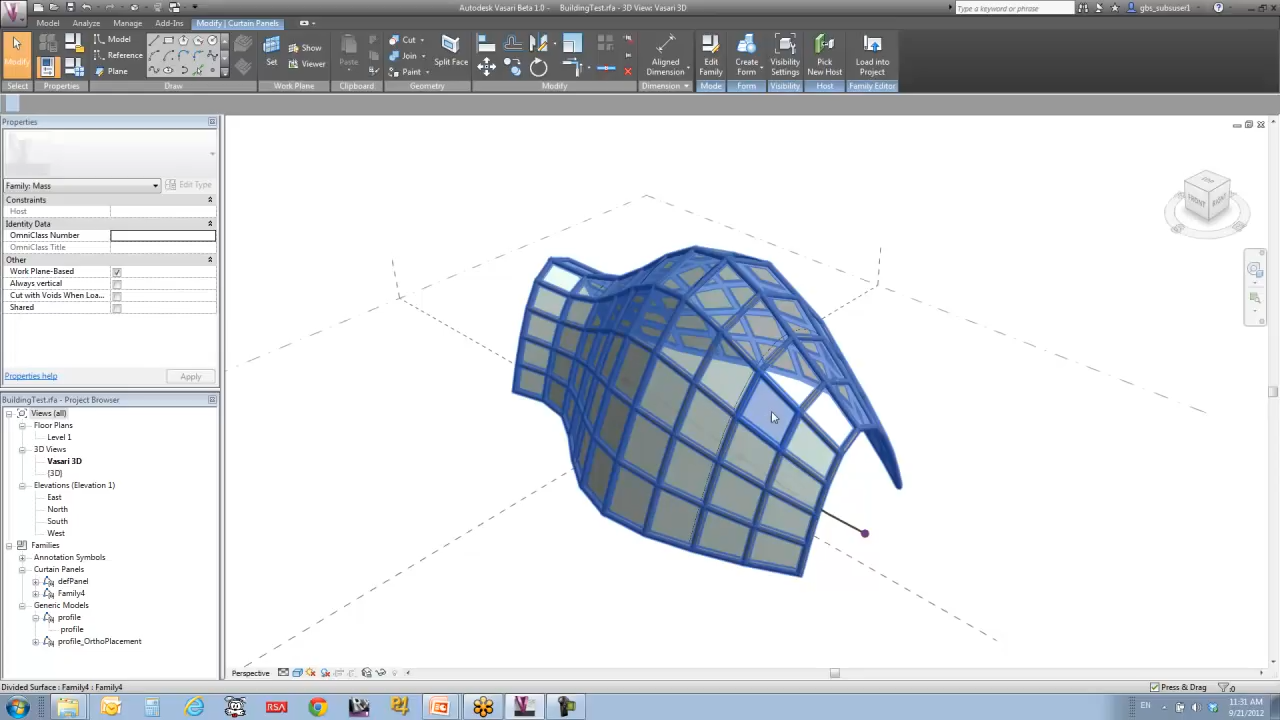 Autodesk Vasari Beta 1.0 - BuildingTest.rfa - 3D View: Vasari 3D
Type a keyword or phrase
gbs_subsuser1
Model Analyze Manage Add-Ins Modify | Curtain Panels
Modify
Model
Reference
Plane
Set
Show
Viewer
Paste
Cut
Join
Paint
Split Face
Aligned Dimension
Edit Family
Create Form
Visibility Settings
Pick New Host
Load into Project
Select Properties Draw Work Plane Clipboard Geometry Modify Dimension Mode Form Visibility Host Family Editor
Properties
Family: Mass
Edit Type
Constraints
Host
Identity Data
OmniClass Number
OmniClass Title
Other
Work Plane-Based
Always vertical
Cut with Voids When Loa...
Shared
Properties help
Apply
BuildingTest.rfa - Project Browser
Views (all)
Floor Plans
Level 1
3D Views
Vasari 3D
{3D}
Elevations (Elevation 1)
East
North
South
West
Families
Annotation Symbols
Curtain Panels
defPanel
Family4
Generic Models
profile
profile
profile_OrthoPlacement
TOP
FRONT
RIGHT
Perspective
Divided Surface : Family4 : Family4
Press & Drag
:0
RSA
EN
11:31 AM
9/21/2012